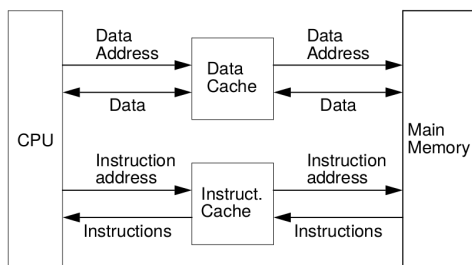 Data
Address
Data
Address
Data
Cache
Data
Data
CPU
Main
Memory
Instruction
address
Instruction
address
Instruct.
Cache
Instructions
Instructions